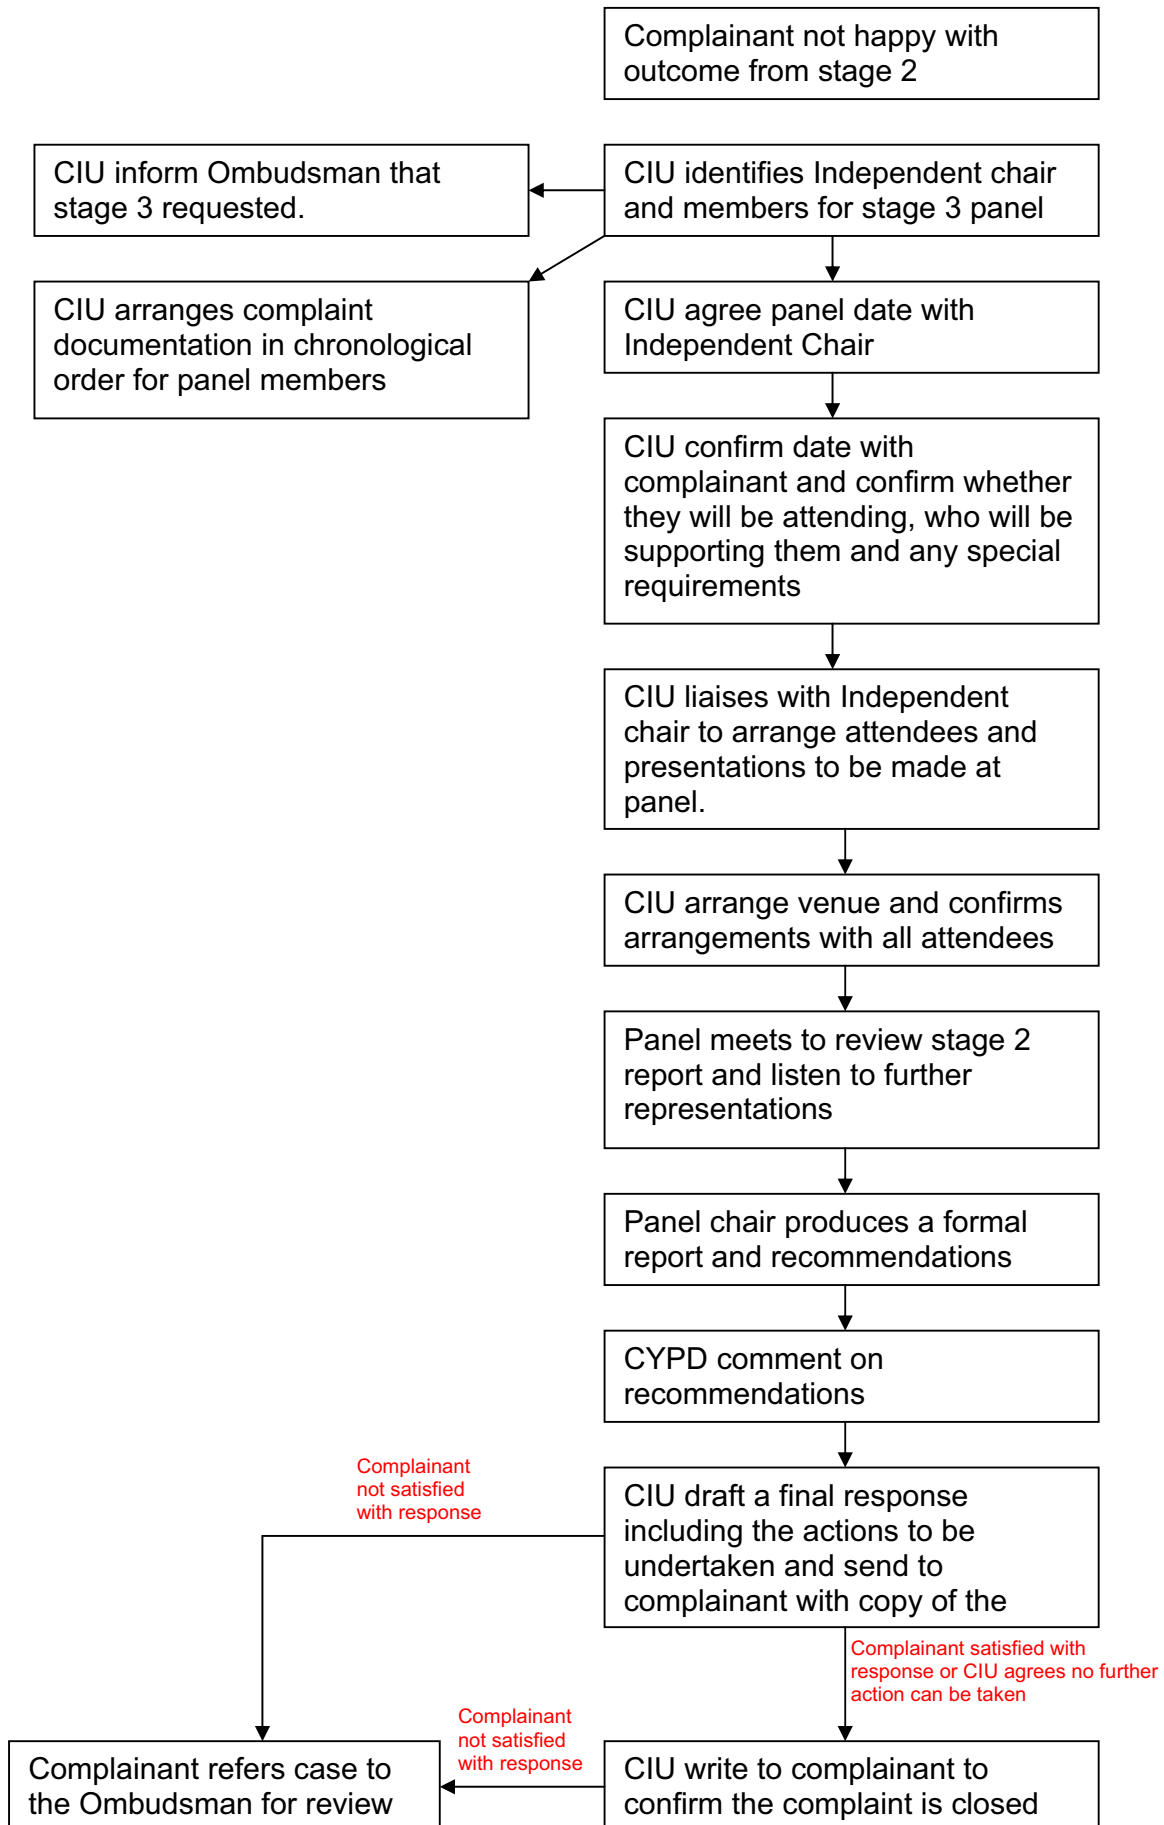 Complainant not happy with
outcome from stage 2
CIU inform Ombudsman that
stage 3 requested.
CIU identifies Independent chair
and members for stage 3 panel
CIU arranges complaint
documentation in chronological
order for panel members
CIU agree panel date with
Independent Chair
CIU confirm date with
complainant and confirm whether
they will be attending, who will be
supporting them and any special
requirements
CIU liaises with Independent
chair to arrange attendees and
presentations to be made at
panel.
CIU arrange venue and confirms
arrangements with all attendees
Panel meets to review stage 2
report and listen to further
representations
Panel chair produces a formal
report and recommendations
CYPD comment on
recommendations
Complainant
not satisfied
with response
CIU draft a final response
including the actions to be
undertaken and send to
complainant with copy of the
Complainant satisfied with
response or CIU agrees no further
action can be taken
Complainant
not satisfied
with response
Complainant refers case to
the Ombudsman for review
CIU write to complainant to
confirm the complaint is closed